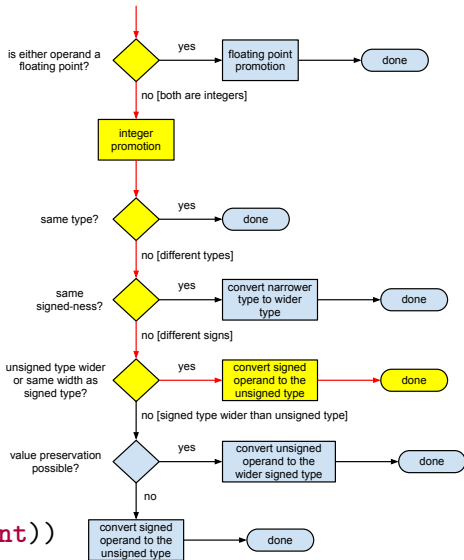 is either operand a
floating point?
yes
floating point
promotion
done
no [both are integers]
integer
promotion
same type?
yes
done
no [different types]
same
signed-ness?
yes
convert narrower
type to wider
type
done
no [different signs]
unsigned type wider
or same width as
signed type?
yes
convert signed
operand to the
unsigned type
done
no [signed type wider than unsigned type]
value preservation
possible?
yes
convert unsigned
operand to the
wider signed type
done
no
nt))
convert signed
operand to the
unsigned type
done